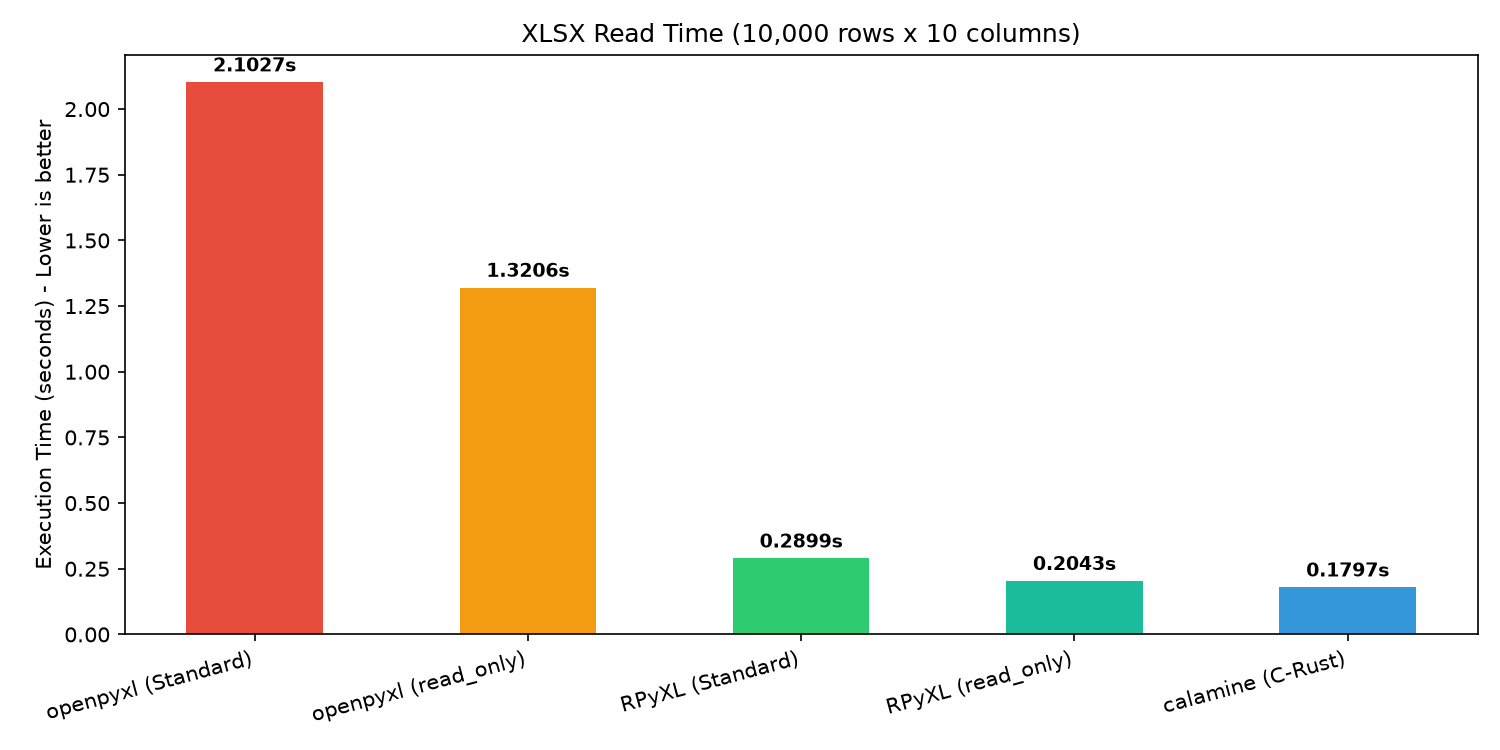 XLSX Read Time (10,000 rows x 10 columns)
Execution Time (seconds) - Lower is better
2.00
1.75
1.50
1.25
1.00
0.75
0.50
0.25
0.00
2.1027s
1.3206s
0.2899s
0.2043s
0.1797s
openpyxl (Standard)
openpyxl (read_only)
RPyXL (Standard)
RPyXL (read_only)
calamine (C-Rust)